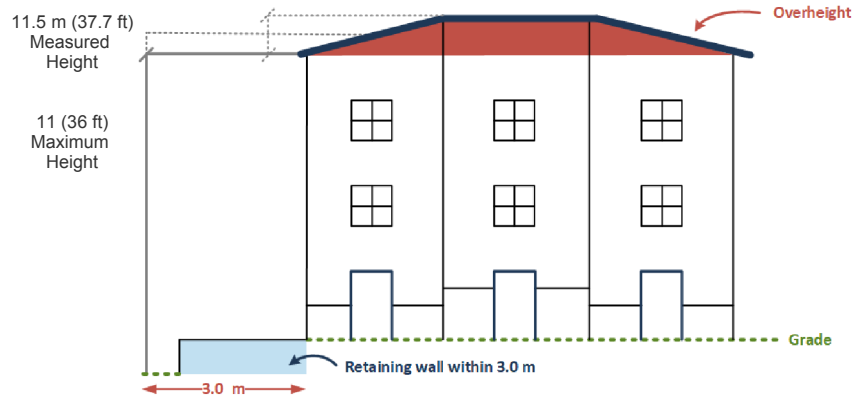 11.5 m (37.7 ft)
Measured
Height
Overheight
11 (36 ft)
Maximum
Height
Grade
Retaining wall within 3.0 m
3.0 m